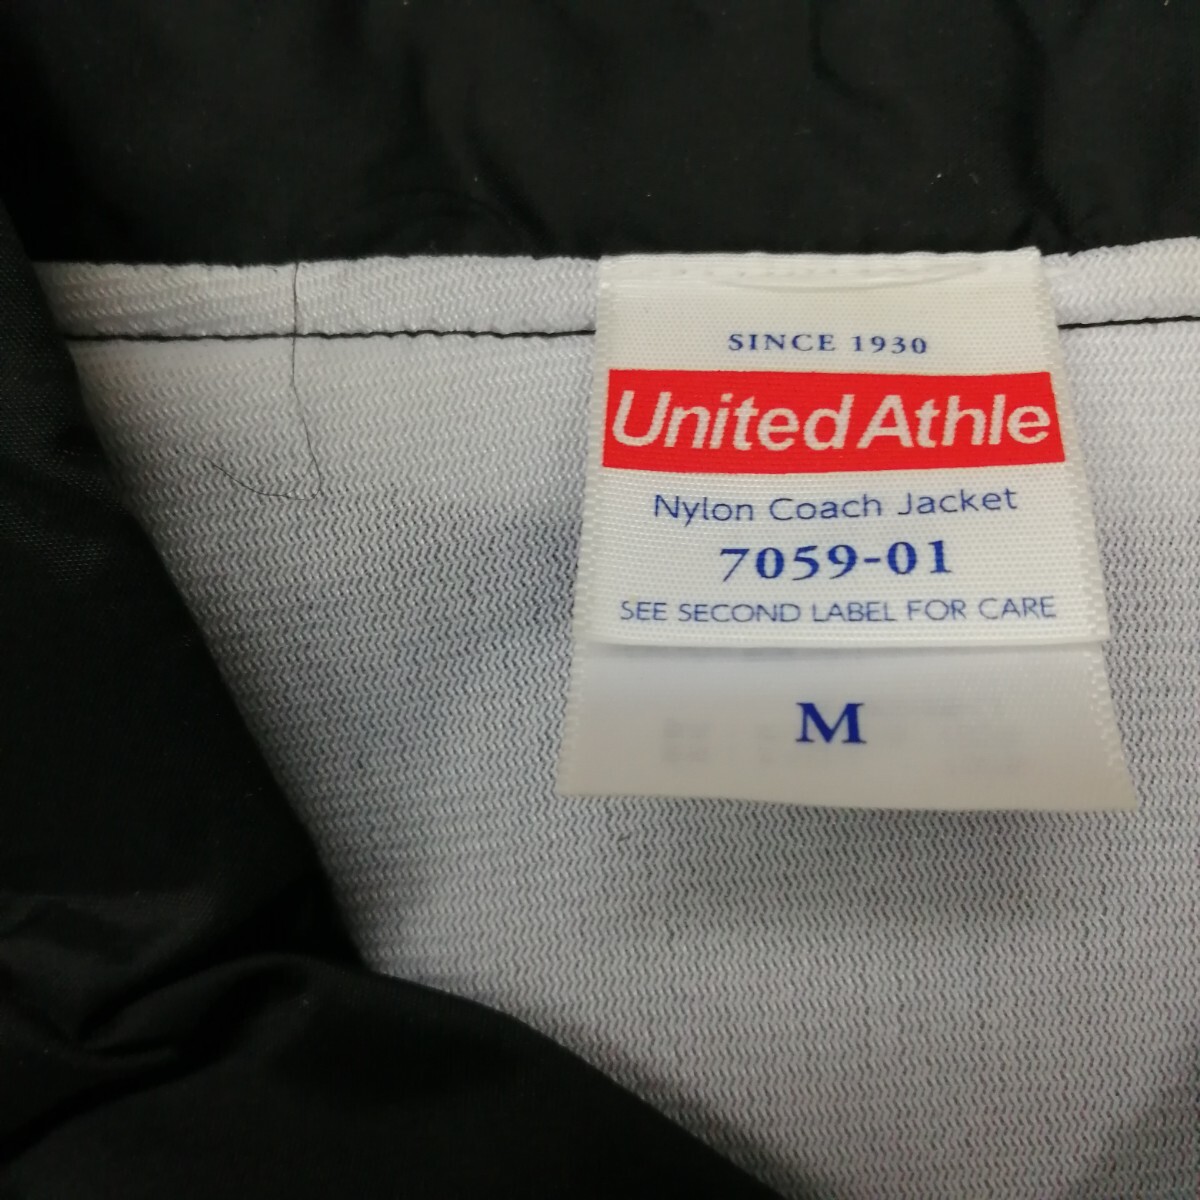 SINCE 1930
United Athle
Nylon Coach Jacket
7059-01
SEE SECOND LABEL FOR CARE
M